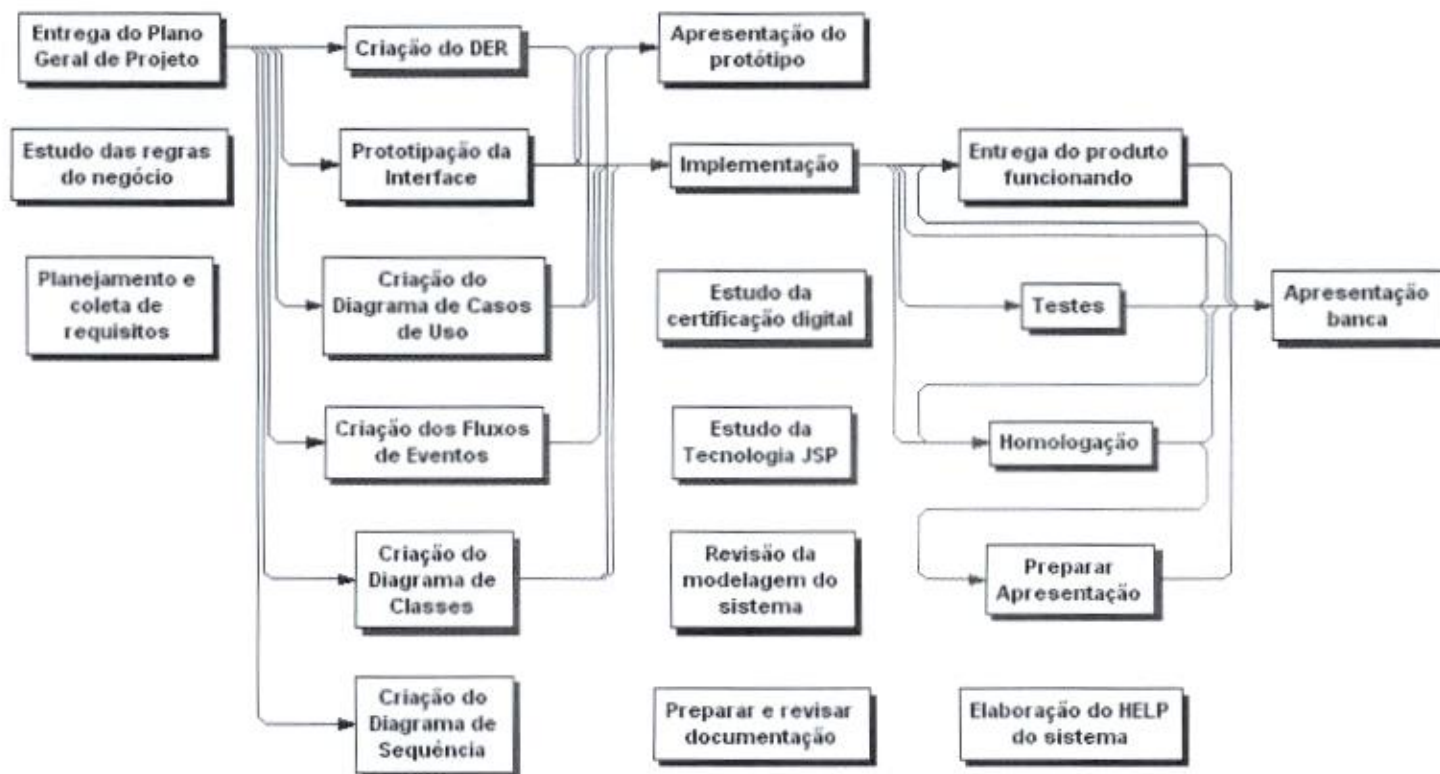 Entrega do Plano
Geral de Projeto
Criação do DER
Apresentação do
protótipo
Estudo das regras
do negócio
Prototipação da
Interface
Implementação
Entrega do produto
funcionando
Planejamento e
coleta de
requisitos
Criação do
Diagrama de Casos
de Uso
Estudo da
certificação digital
Testes
Apresentação
banca
Criação dos Fluxos
de Eventos
Estudo da
Tecnologia JSP
Homologação
Criação do
Diagrama de
Classes
Revisão da
modelagem do
sistema
Preparar
Apresentação
Criação do
Diagrama de
Sequência
Preparar e revisar
documentação
Elaboração do HELP
do sistema